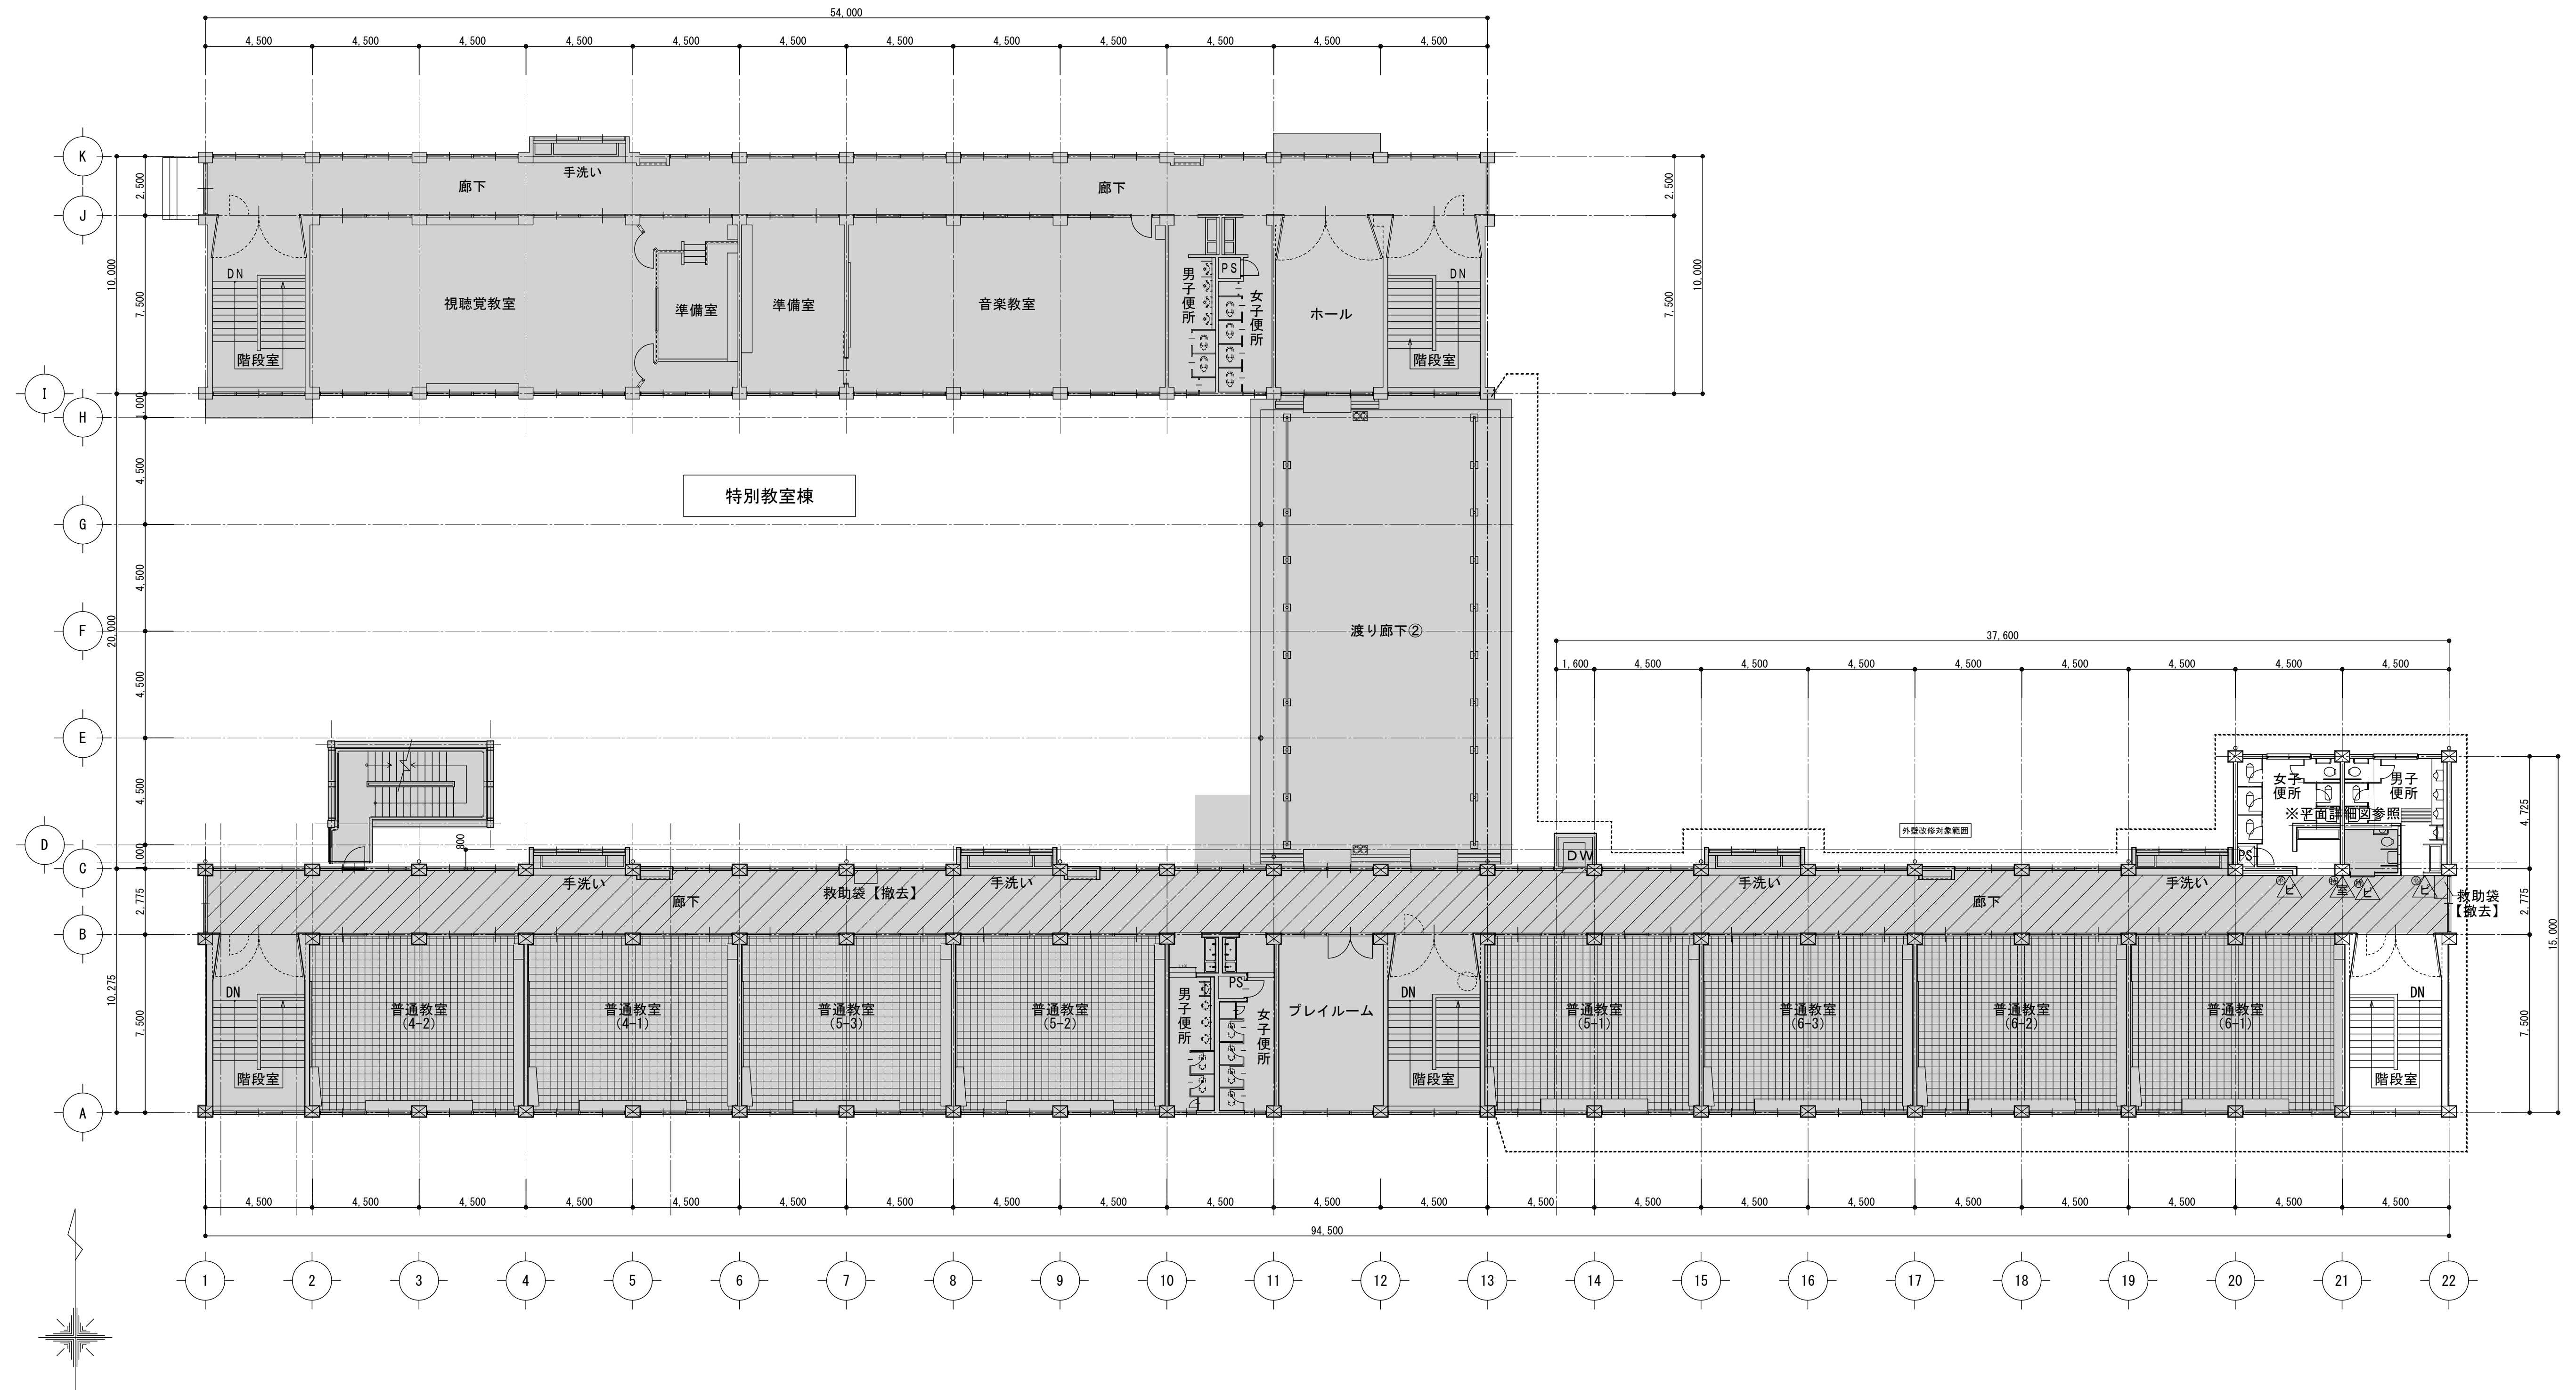 54,000
4,500 4,500 4,500 4,500 4,500 4,500 4,500 4,500 4,500 4,500 4,500 4,500
K
J
I
H
G
F
E
D
C
B
A
2,500
10,000
7,500
1,000
4,500
4,500
20,000
4,500
4,500
1,000
2,775
10,275
7,500
手洗い
廊下
廊下
2,500
10,000
7,500
DN
階段室
視聴覚教室
準備室
準備室
音楽教室
男子便所
PS
女子便所
ホール
DN
階段室
特別教室棟
渡り廊下②
37,600
1,600 4,500 4,500 4,500 4,500 4,500 4,500 4,500 4,500
800
外壁改修対象範囲
DW
女子便所
男子便所
※平面詳細図参照
PS
4,725
2,775
15,000
7,500
手洗い
廊下
救助袋【撤去】
手洗い
手洗い
廊下
手洗い
ヒ
室
ヒ
ヒ
救助袋
【撤去】
DN
階段室
普通教室
(4-2)
普通教室
(4-1)
普通教室
(5-3)
普通教室
(5-2)
男子便所
PS
女子便所
プレイルーム
DN
階段室
普通教室
(5-1)
普通教室
(6-3)
普通教室
(6-2)
普通教室
(6-1)
DN
階段室
4,500 4,500 4,500 4,500 4,500 4,500 4,500 4,500 4,500 4,500 4,500 4,500 4,500 4,500 4,500 4,500 4,500 4,500 4,500 4,500 4,500
94,500
1 2 3 4 5 6 7 8 9 10 11 12 13 14 15 16 17 18 19 20 21 22